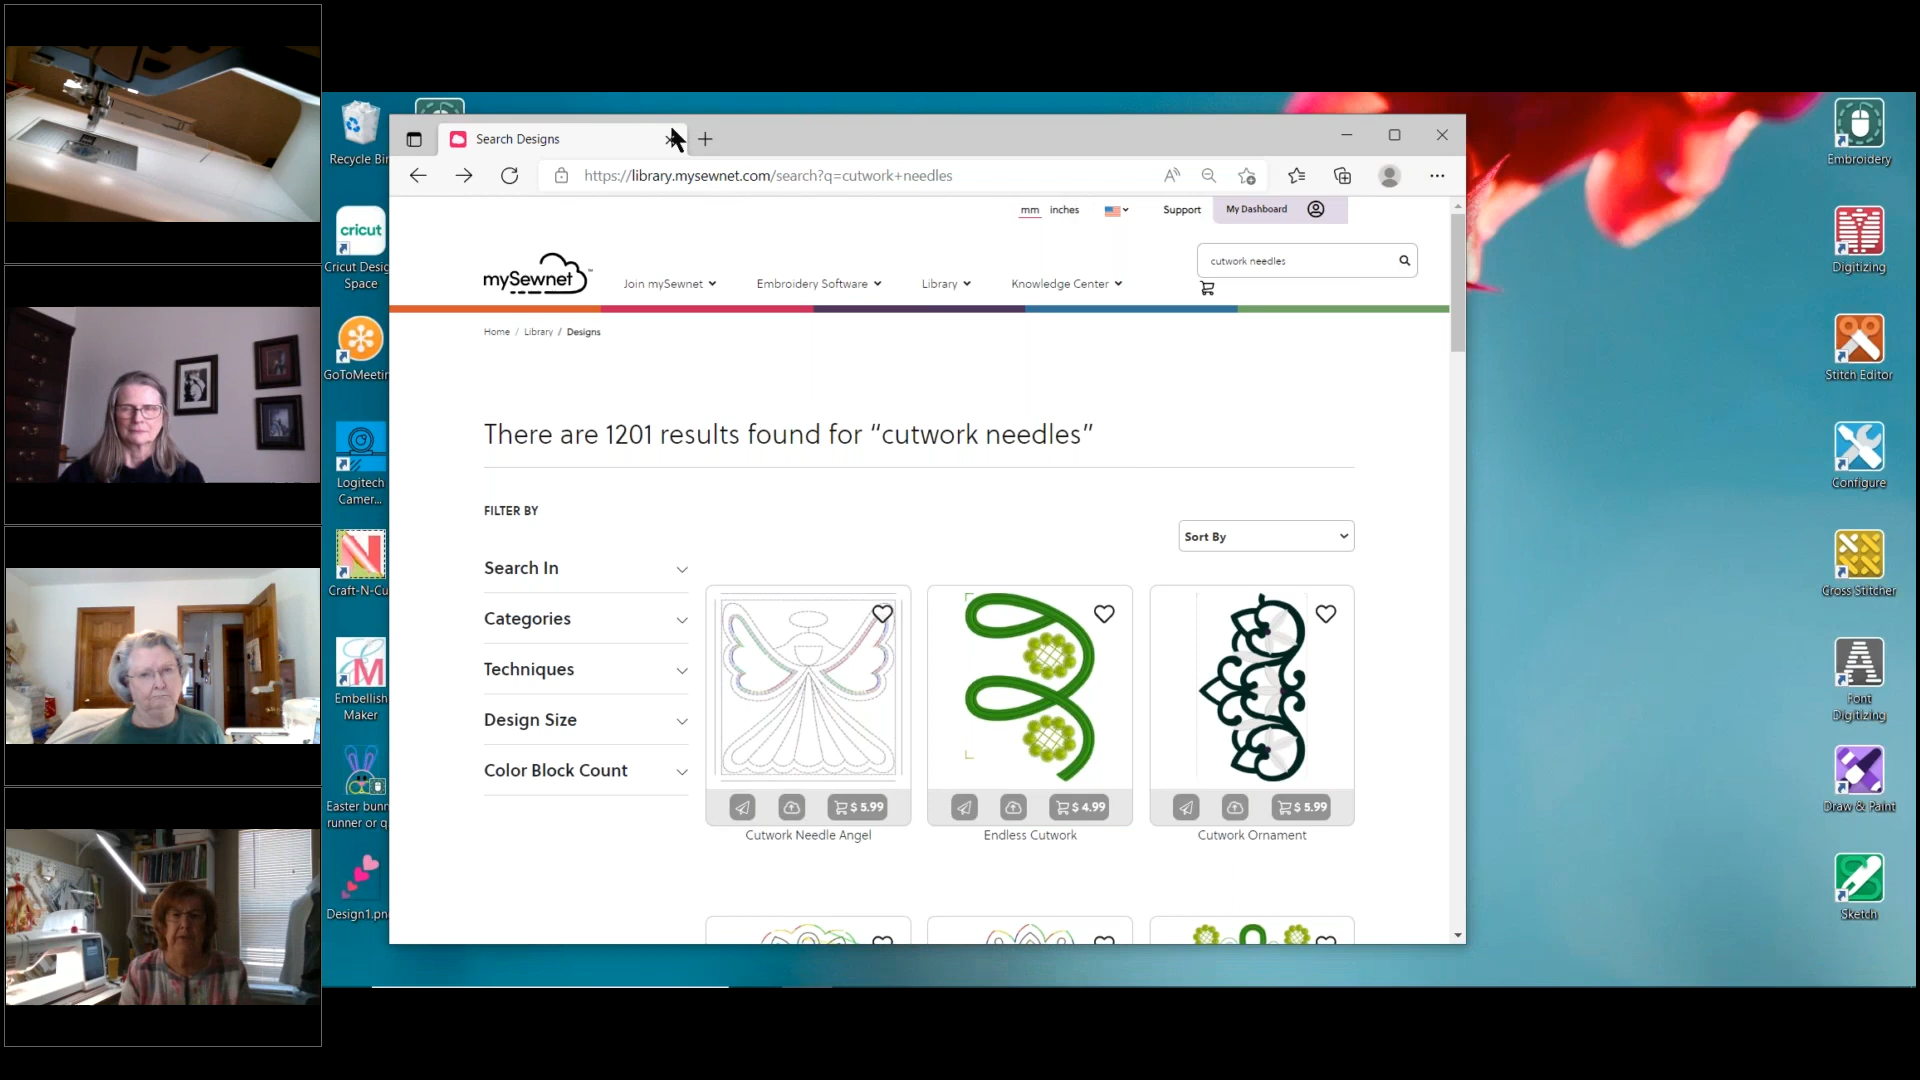 Recycle Bin
cricut
Cricut Desig
Space
GoToMeetin
Logitech
Camer...
Craft-N-Cu
Embellish
Maker
Easter bunn
runner or q
Design1.pn
Search Designs
https://library.mysewnet.com/search?q=cutwork+needles
mm inches Support My Dashboard
cutwork needles
mySewnet™
Join mySewnet Embroidery Software Library Knowledge Center
Home / Library / Designs
There are 1201 results found for “cutwork needles”
FILTER BY
Sort By
Search In
Categories
Techniques
Design Size
Color Block Count
$ 5.99
$ 4.99
$ 5.99
Cutwork Needle Angel
Endless Cutwork
Cutwork Ornament
Embroidery
Digitizing
Stitch Editor
Configure
Cross Stitcher
Font
Digitizing
Draw & Paint
Sketch